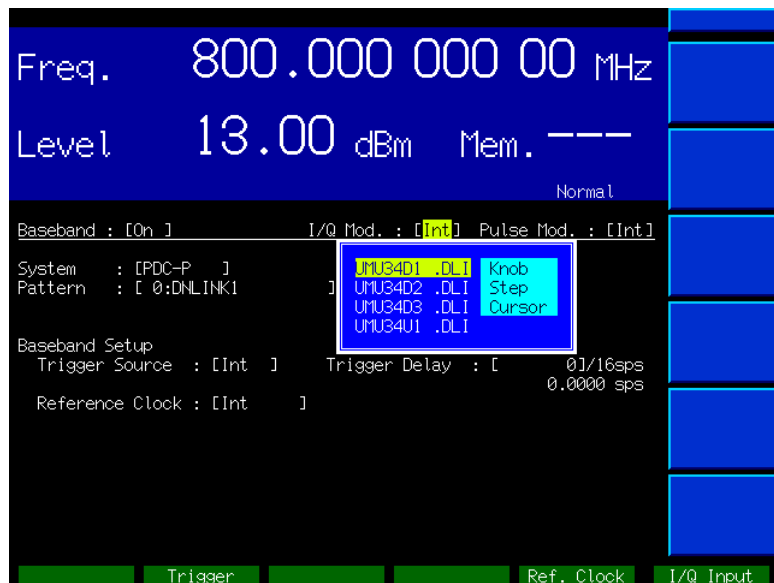 Freq. 800.000 000 00 MHz
Level 13.00 dBm Mem. ---
Normal
Baseband : [On ] I/Q Mod. : [Int] Pulse Mod. : [Int]
System : [PDC-P ]
Pattern : [ 0:DNLINK1 ]
UMU34D1 .DLI Knob
UMU34D2 .DLI Step
UMU34D3 .DLI Cursor
UMU34U1 .DLI
Baseband Setup
Trigger Source : [Int ] Trigger Delay : [ 0]/16sps
0.0000 sps
Reference Clock : [Int ]
Trigger Ref. Clock I/Q Input